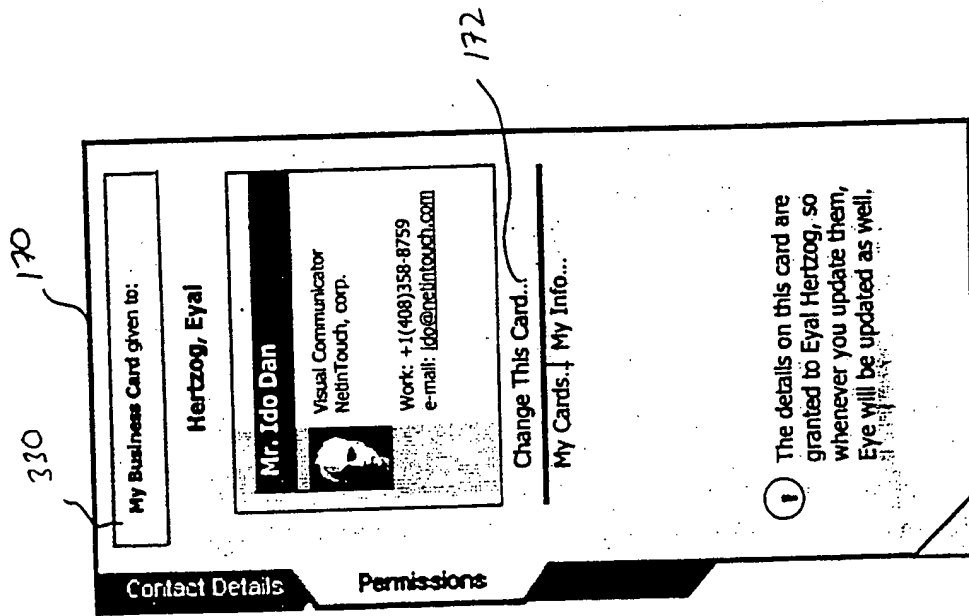 330
170
172
Contact Details
Permissions
My Business Card given to:
Hertzog, Eyal
Mr. Ido Dan
Visual Communicator
NetInTouch, corp.
Work: +1(408)358-8759
e-mail: ido@netintouch.com
Change This Card...
My Cards... | My Info...
The details on this card are
granted to Eyal Hertzog, so
whenever you update them,
Eye will be updated as well.